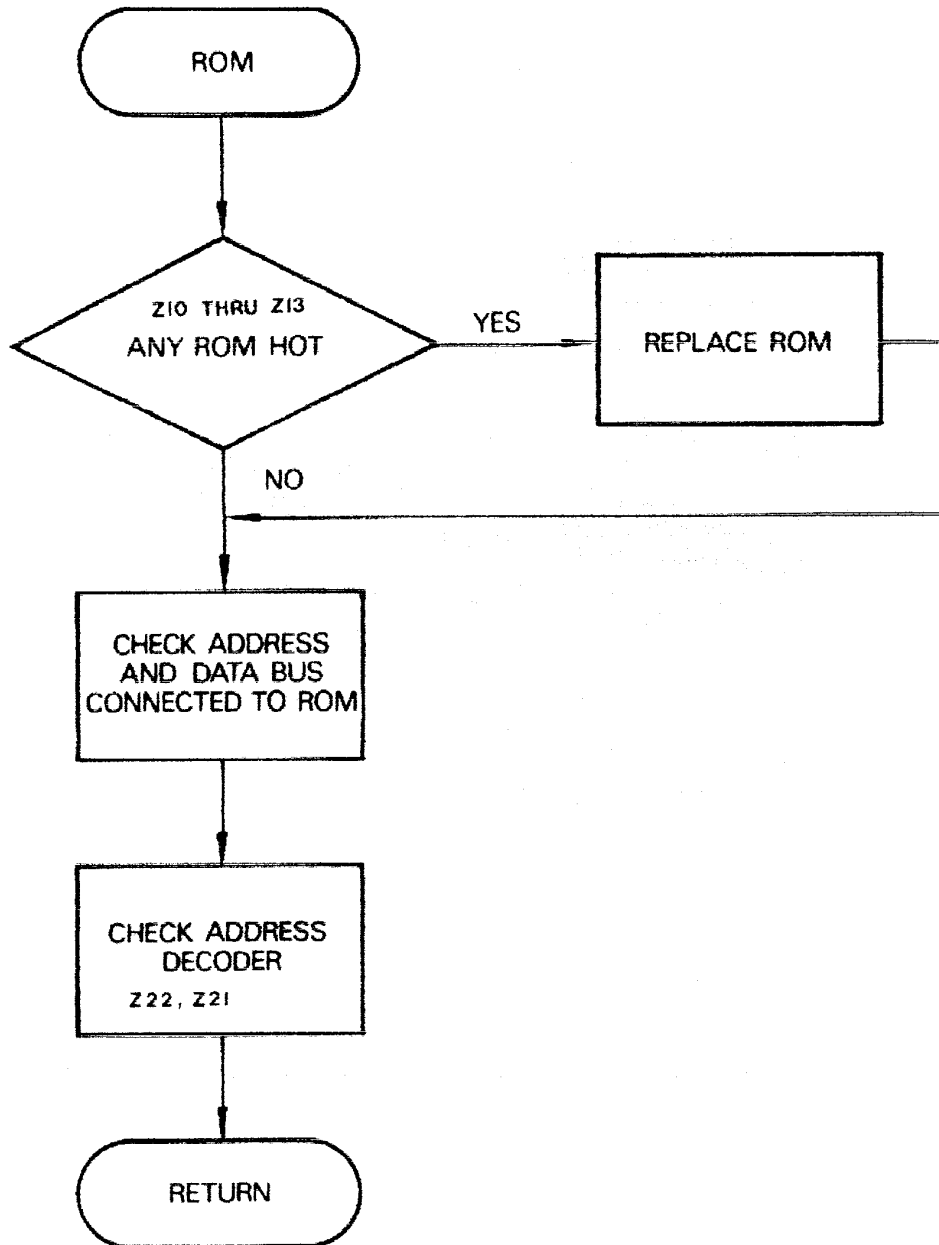 ROM
Z10 THRU Z13
ANY ROM HOT
YES
REPLACE ROM
NO
CHECK ADDRESS
AND DATA BUS
CONNECTED TO ROM
CHECK ADDRESS
DECODER
Z22, Z21
RETURN